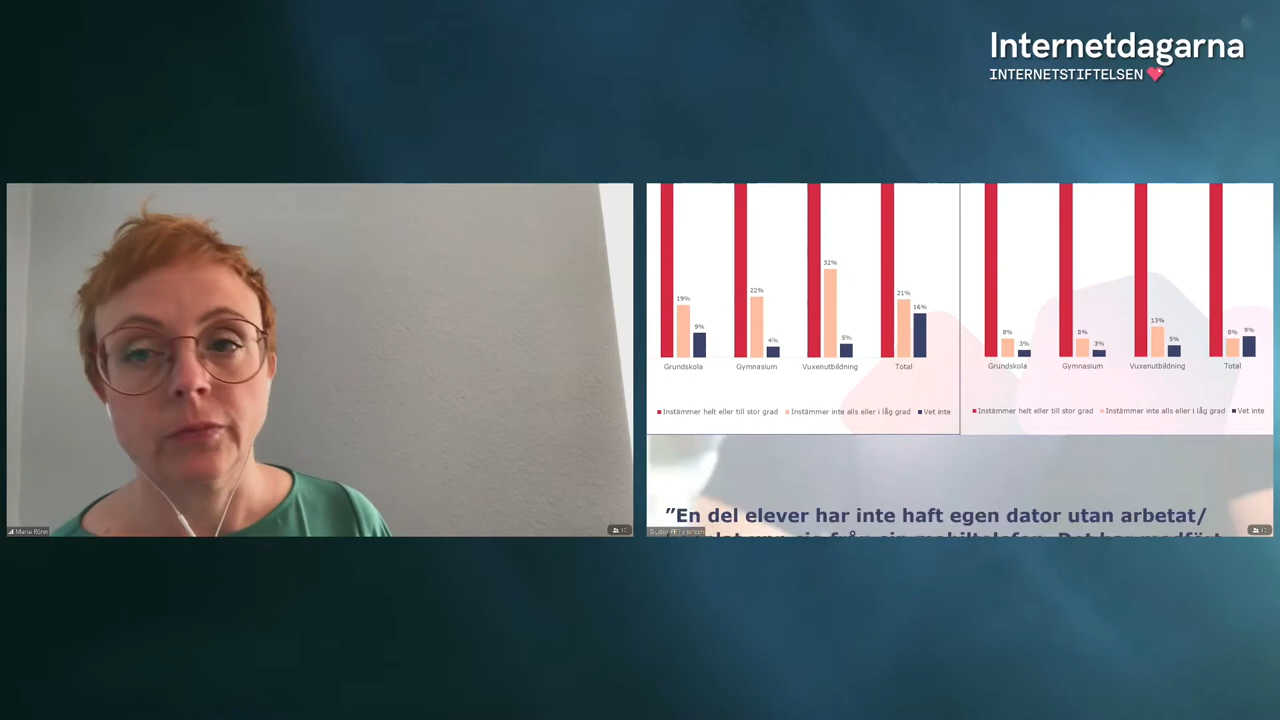 Internetdagarna
INTERNETSTIFTELSEN
19%
9%
22%
4%
32%
5%
21%
16%
Grundskola
Gymnasium
Vuxenutbildning
Total
Instämmer helt eller till stor grad
Instämmer inte alls eller i låg grad
Vet inte
8%
3%
8%
3%
13%
5%
8%
9%
Grundskola
Gymnasium
Vuxenutbildning
Total
Instämmer helt eller till stor grad
Instämmer inte alls eller i låg grad
Vet inte
”En del elever har inte haft egen dator utan arbetat/